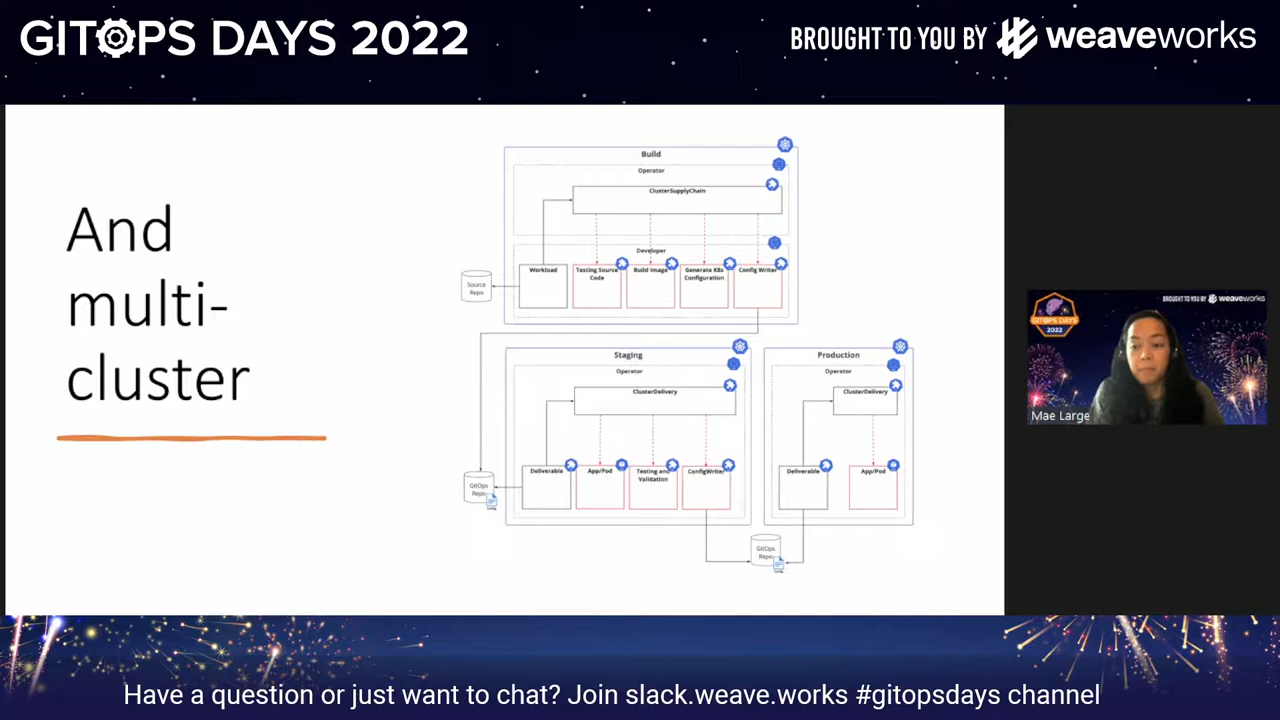 GITOPS DAYS 2022
BROUGHT TO YOU BY weaveworks
And
multi-
cluster
Build
Operator
ClusterSupplyChain
Developer
Workload
Testing Source
Code
Build Image
Generate K8s
Configuration
Config Writer
Source
Repo
Staging
Operator
ClusterDelivery
Deliverable
App/Pod
Testing and
Validation
ConfigWriter
GitOps
Repo
Config
Production
Operator
ClusterDelivery
Deliverable
App/Pod
GitOps
Repo
Config
BROUGHT TO YOU BY weaveworks
GITOPS DAYS
2022
Mae Large
Have a question or just want to chat? Join slack.weave.works #gitopsdays channel